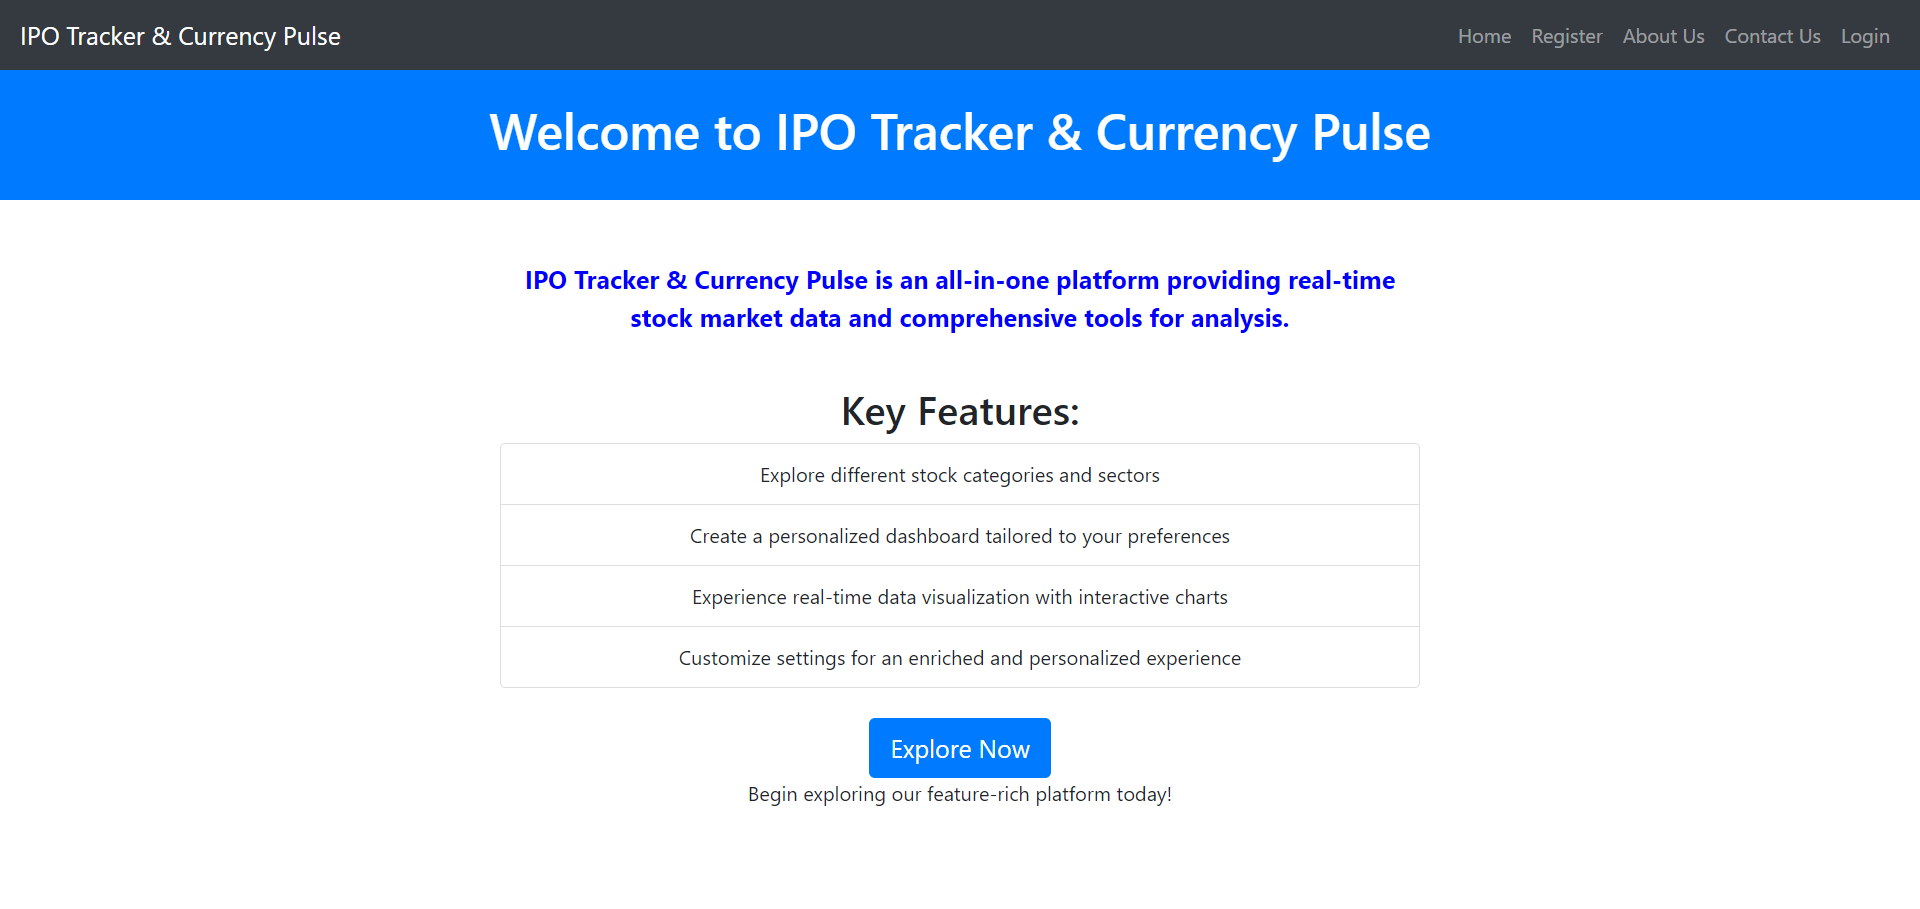 IPO Tracker & Currency Pulse
Home Register About Us Contact Us Login
Welcome to IPO Tracker & Currency Pulse
IPO Tracker & Currency Pulse is an all-in-one platform providing real-time
stock market data and comprehensive tools for analysis.
Key Features:
Explore different stock categories and sectors
Create a personalized dashboard tailored to your preferences
Experience real-time data visualization with interactive charts
Customize settings for an enriched and personalized experience
Explore Now
Begin exploring our feature-rich platform today!